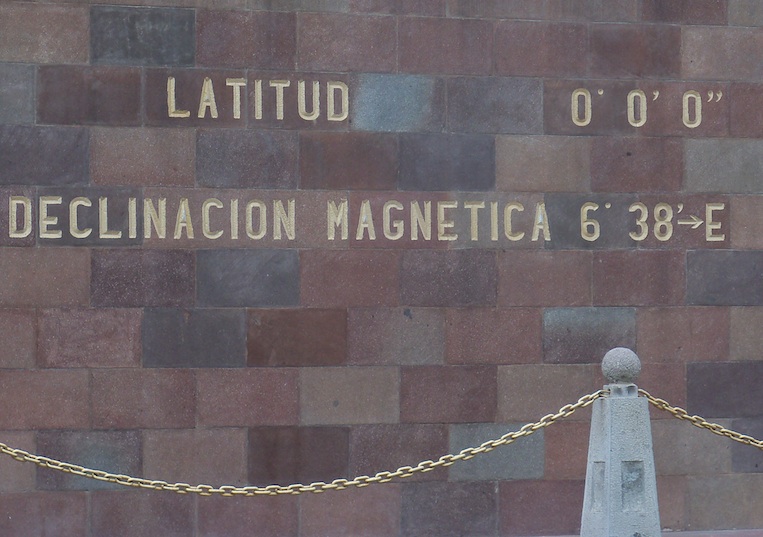 LATITUD 0° 0' 0"
DECLINACION MAGNETICA 6° 38'→E